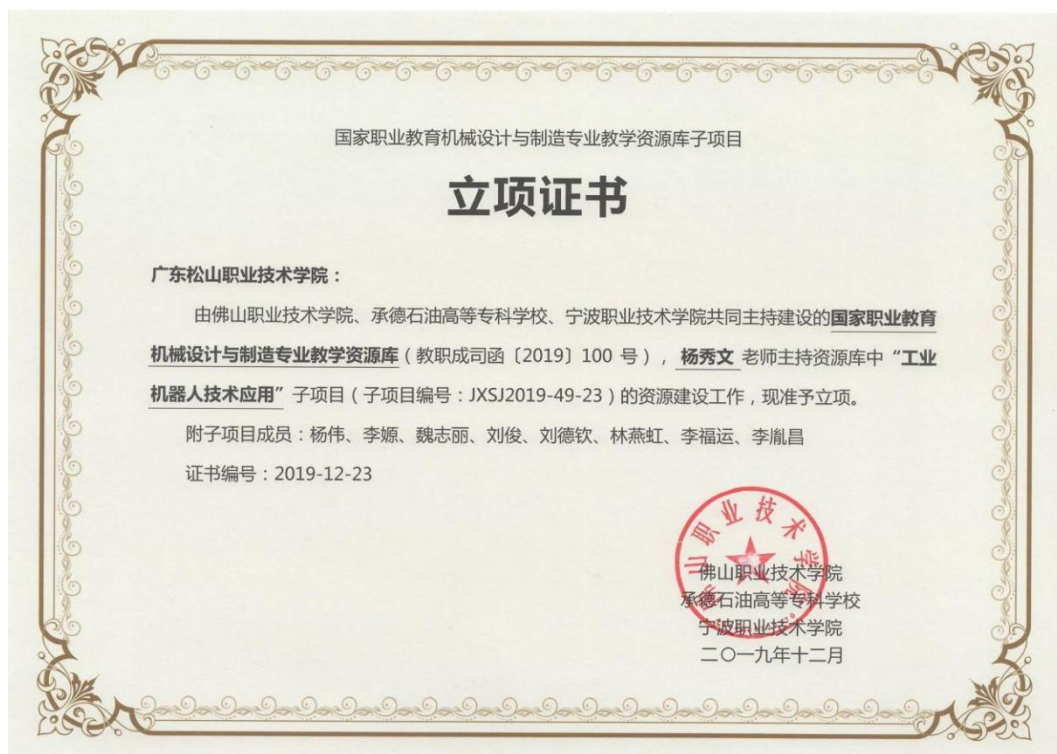 国家职业教育机械设计与制造专业教学资源库子项目
立项证书
广东松山职业技术学院：
由佛山职业技术学院、承德石油高等专科学校、宁波职业技术学院共同主持建设的国家职业教育
机械设计与制造专业教学资源库（教职成司函〔2019〕100 号），杨秀文 老师主持资源库中“工业
机器人技术应用”子项目（子项目编号：JXSJ2019-49-23）的资源建设工作，现准予立项。
附子项目成员：杨伟、李嫄、魏志丽、刘俊、刘德钦、林燕虹、李福运、李胤昌
证书编号：2019-12-23
佛山职业技术学院
佛山职业技术学院
承德石油高等专科学校
宁波职业技术学院
二〇一九年十二月